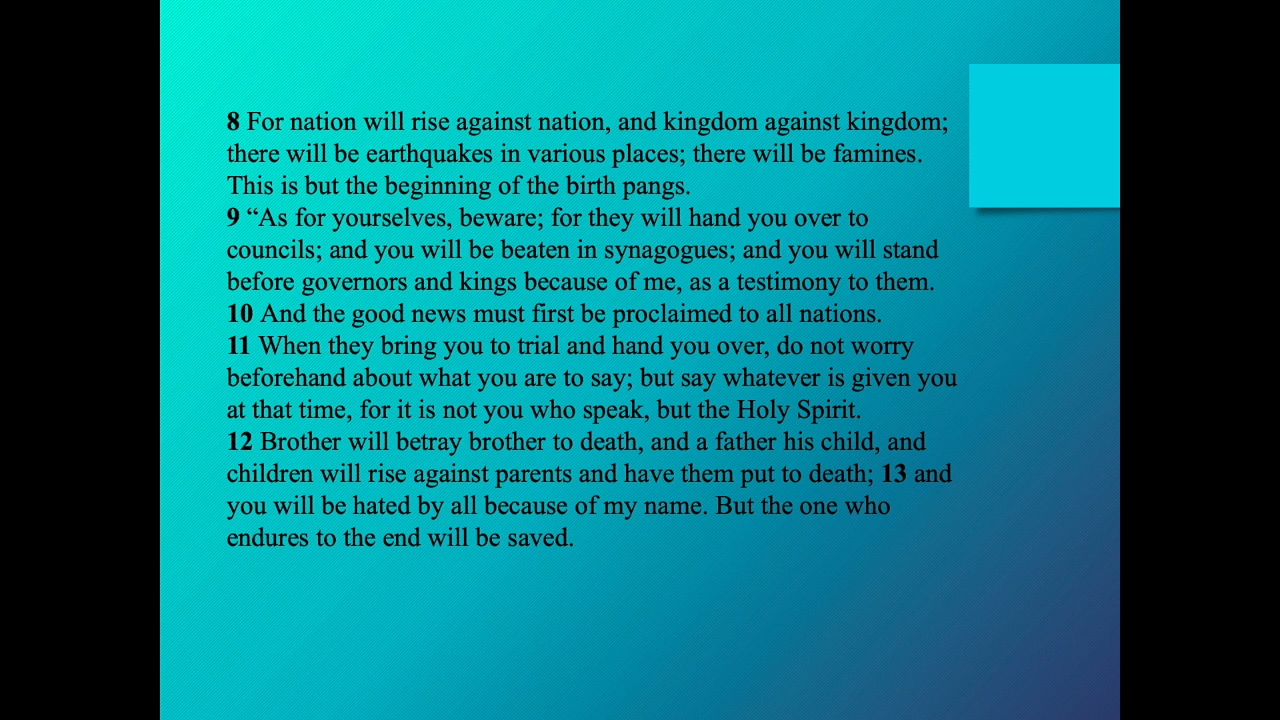 8 For nation will rise against nation, and kingdom against kingdom;
there will be earthquakes in various places; there will be famines.
This is but the beginning of the birth pangs.
9 “As for yourselves, beware; for they will hand you over to
councils; and you will be beaten in synagogues; and you will stand
before governors and kings because of me, as a testimony to them.
10 And the good news must first be proclaimed to all nations.
11 When they bring you to trial and hand you over, do not worry
beforehand about what you are to say; but say whatever is given you
at that time, for it is not you who speak, but the Holy Spirit.
12 Brother will betray brother to death, and a father his child, and
children will rise against parents and have them put to death; 13 and
you will be hated by all because of my name. But the one who
endures to the end will be saved.